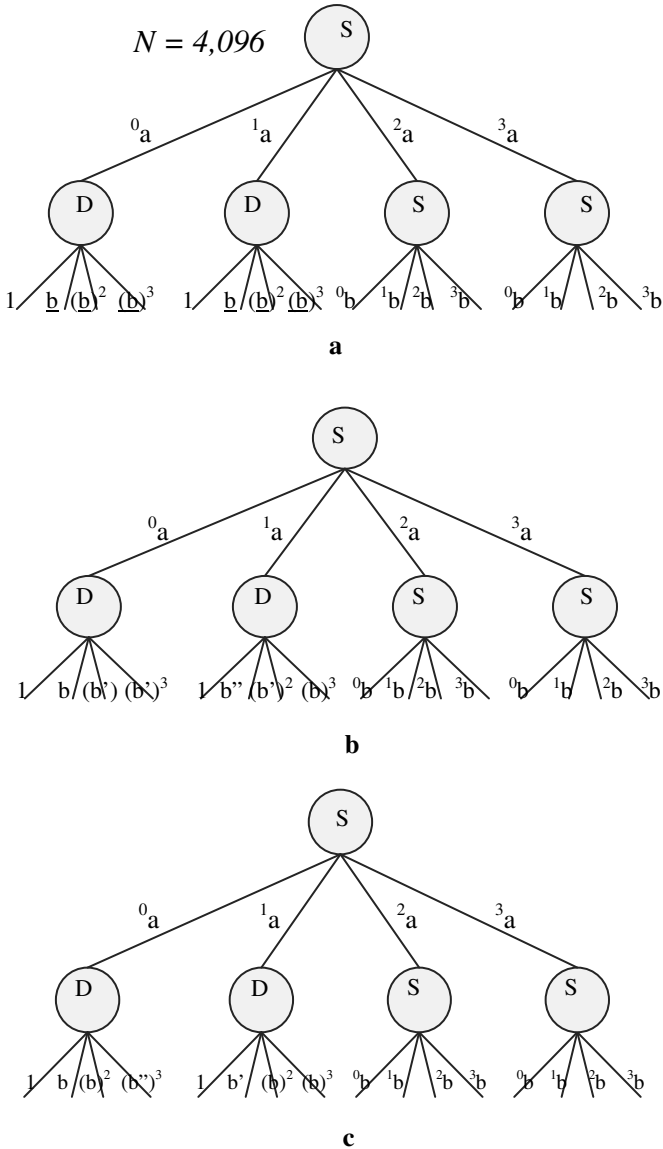 N = 4,096
S
⁰a ¹a ²a ³a
D D S S
1 b (b)² (b)³ 1 b (b)² (b)³ ⁰b ¹b ²b ³b ⁰b ¹b ²b ³b
a
S
⁰a ¹a ²a ³a
D D S S
1 b (b’) (b’)³ 1 b” (b’)² (b)³ ⁰b ¹b ²b ³b ⁰b ¹b ²b ³b
b
S
⁰a ¹a ²a ³a
D D S S
1 b (b)² (b”)³ 1 b’ (b)² (b)³ ⁰b ¹b ²b ³b ⁰b ¹b ²b ³b
c